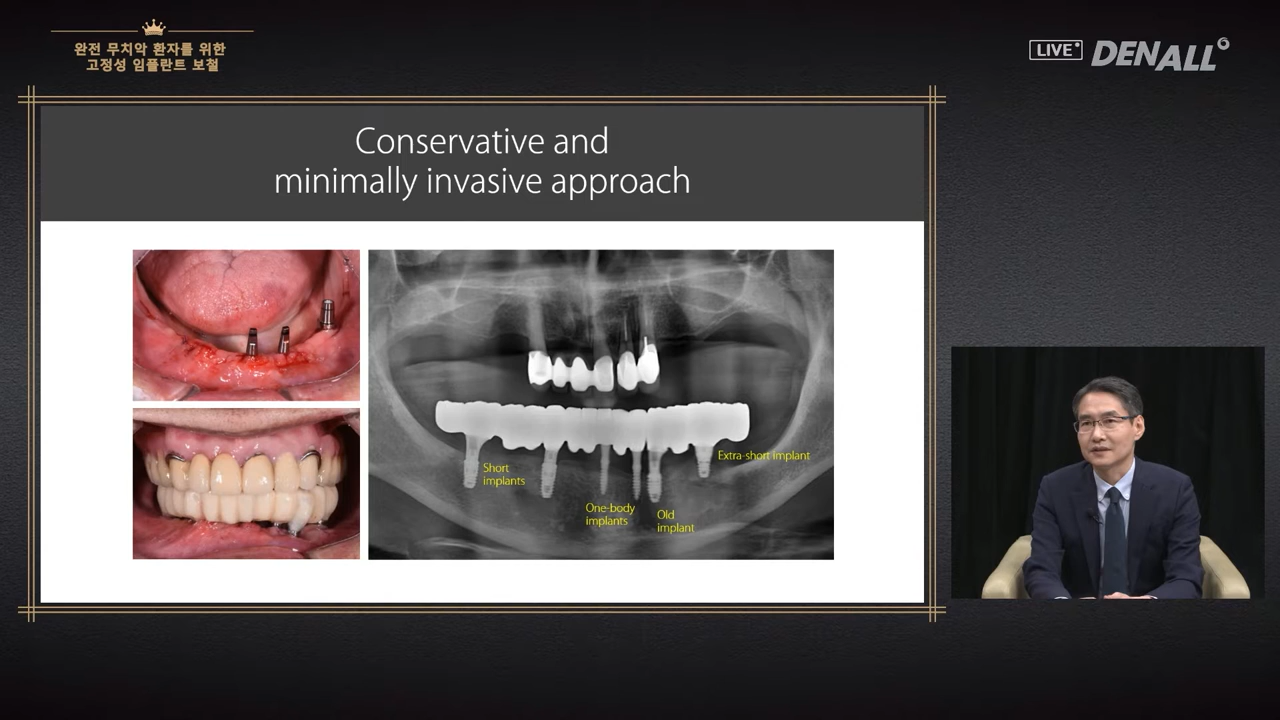 완전 무치악 환자를 위한
고정성 임플란트 보철
LIVE
DENALL
Conservative and
minimally invasive approach
Short
implants
One-body
implants
Old
implant
Extra-short implant